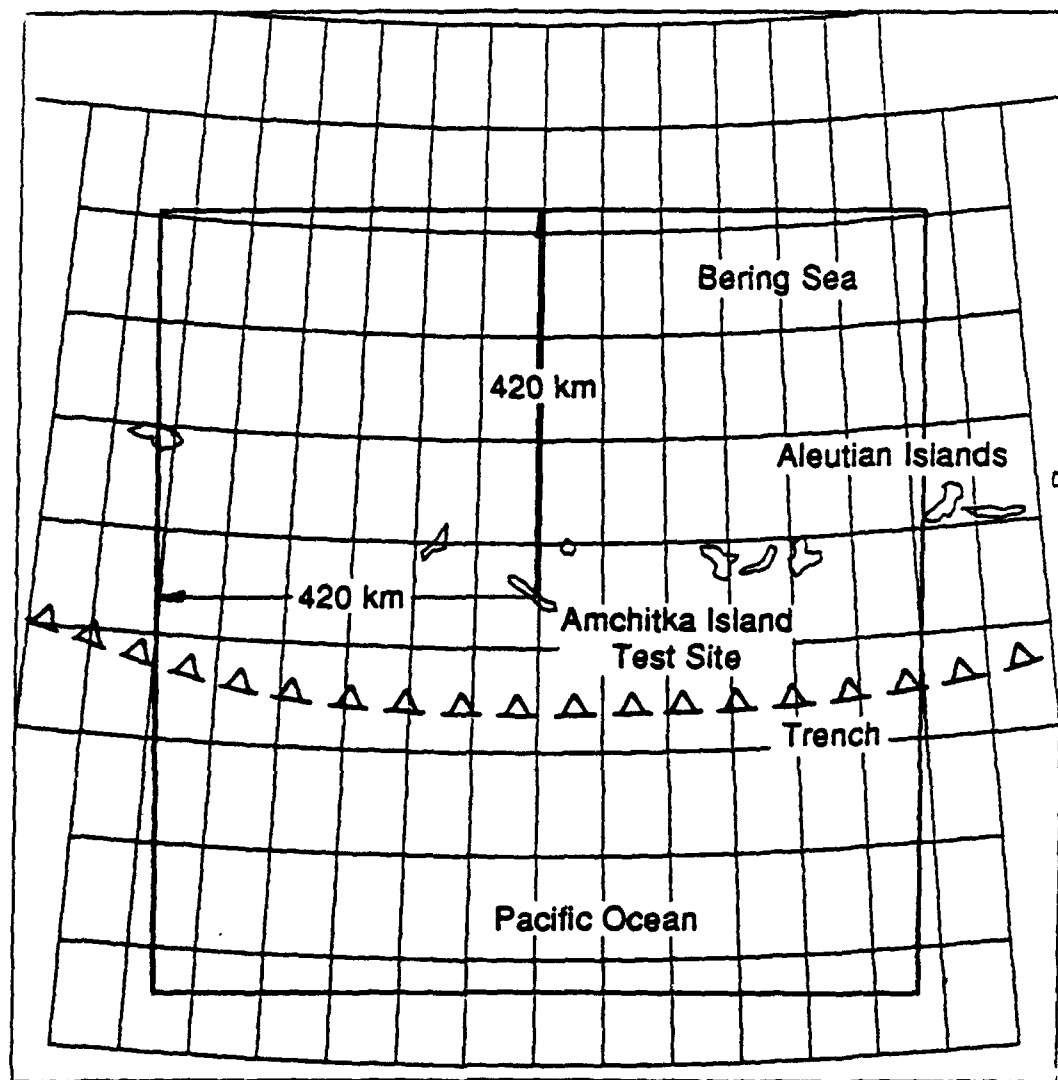 Bering Sea
420 km
Aleutian Islands
420 km
Amchitka Island
Test Site
Trench
Pacific Ocean